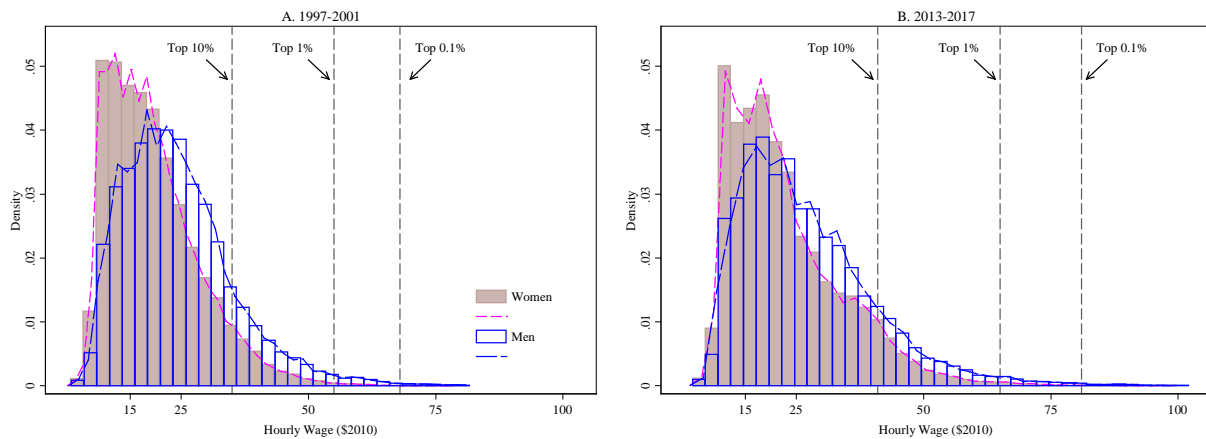 A. 1997-2001
Top 10%
Top 1%
Top 0.1%
Density
0
.01
.02
.03
.04
.05
15
25
50
75
100
Hourly Wage ($2010)
Women
Men
B. 2013-2017
Top 10%
Top 1%
Top 0.1%
Density
0
.01
.02
.03
.04
.05
15
25
50
75
100
Hourly Wage ($2010)